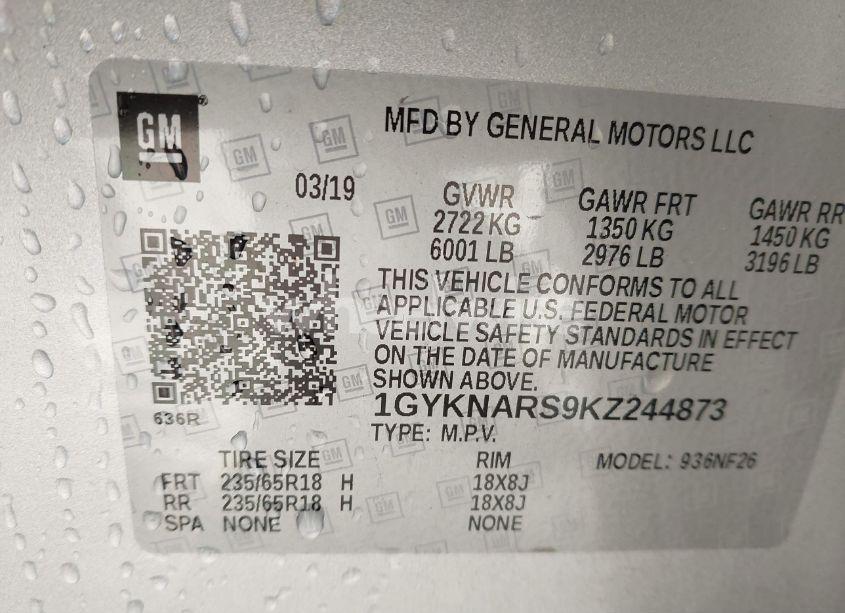 GM
MFD BY GENERAL MOTORS LLC
03/19
GVWR GAWR FRT GAWR RR
2722 KG 1350 KG 1450 KG
6001 LB 2976 LB 3196 LB
THIS VEHICLE CONFORMS TO ALL
APPLICABLE U.S. FEDERAL MOTOR
VEHICLE SAFETY STANDARDS IN EFFECT
ON THE DATE OF MANUFACTURE
SHOWN ABOVE.
636R
1GYKNARS9KZ244873
TYPE: M.P.V.
TIRE SIZE RIM MODEL: 936NF26
FRT 235/65R18 H 18X8J
RR 235/65R18 H 18X8J
SPA NONE NONE